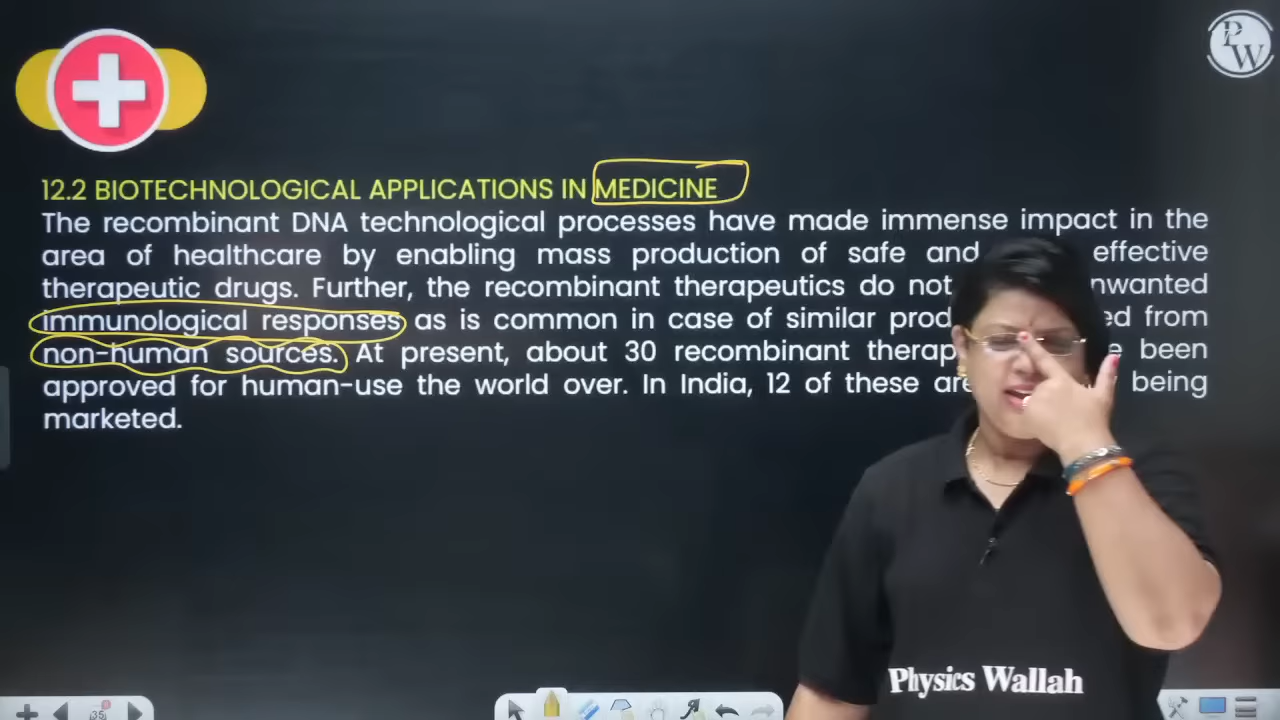 PW
12.2 BIOTECHNOLOGICAL APPLICATIONS IN MEDICINE
The recombinant DNA technological processes have made immense impact in the
area of healthcare by enabling mass production of safe and effective
therapeutic drugs. Further, the recombinant therapeutics do not nwanted
immunological responses as is common in case of similar prod ed from
non-human sources. At present, about 30 recombinant therap e been
approved for human-use the world over. In India, 12 of these are being
marketed.
Physics Wallah
35